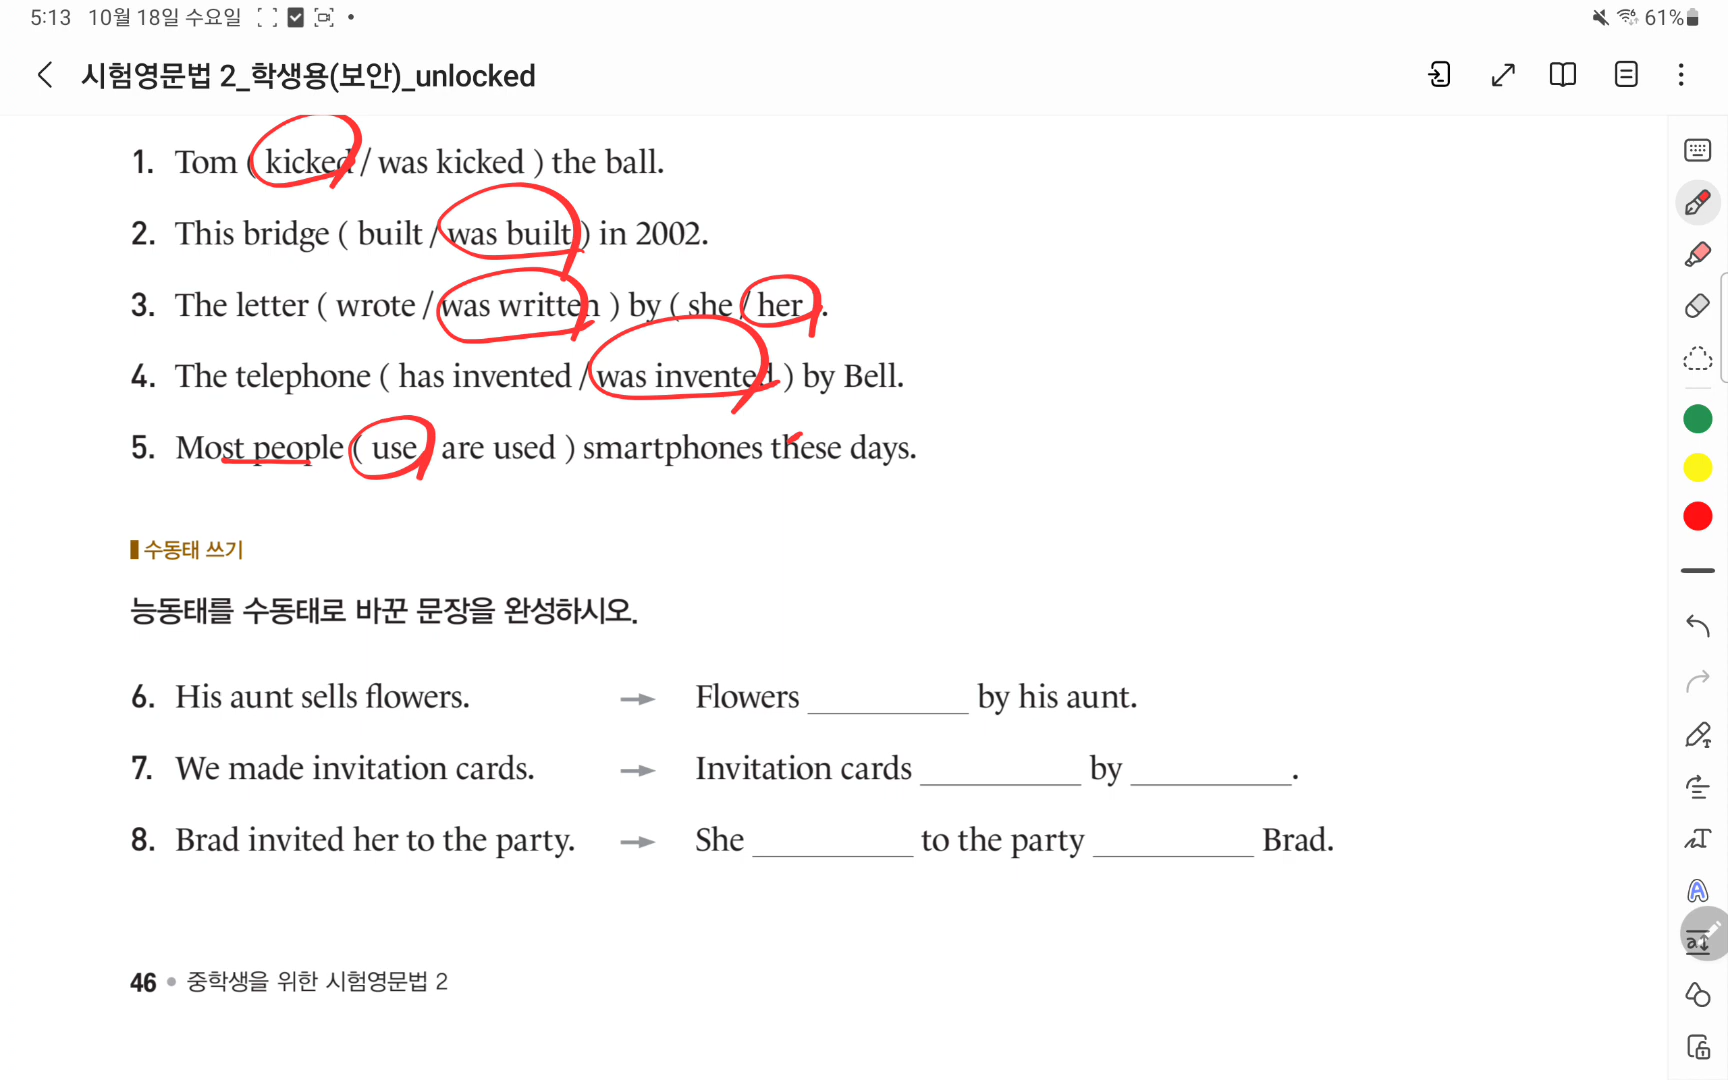 5:13 10월 18일 수요일 61%
시험영문법 2_학생용(보안)_unlocked
1. Tom ( kicked / was kicked ) the ball.
2. This bridge ( built / was built ) in 2002.
3. The letter ( wrote / was written ) by ( she / her ).
4. The telephone ( has invented / was invented ) by Bell.
5. Most people ( use / are used ) smartphones these days.
수동태 쓰기
능동태를 수동태로 바꾼 문장을 완성하시오.
6. His aunt sells flowers. → Flowers __________ by his aunt.
7. We made invitation cards. → Invitation cards __________ by __________.
8. Brad invited her to the party. → She __________ to the party __________ Brad.
46 • 중학생을 위한 시험영문법 2